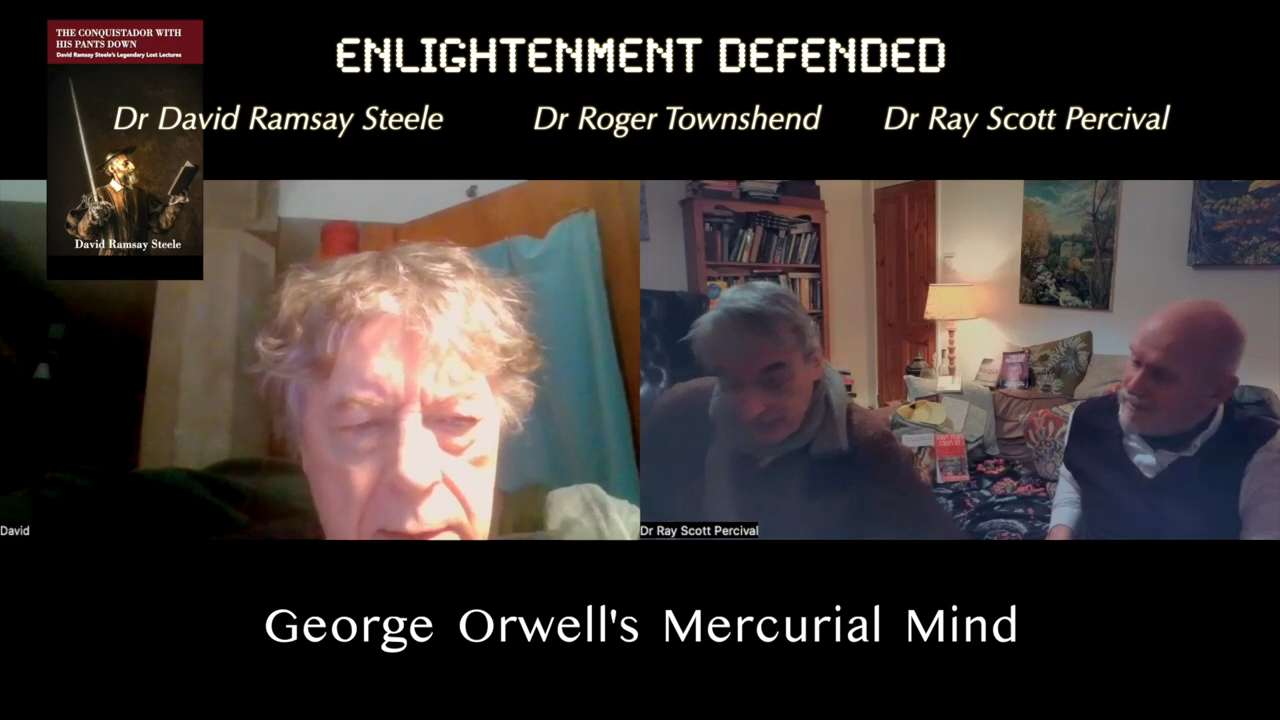 THE CONQUISTADOR WITH
HIS PANTS DOWN
David Ramsay Steele's Legendary Lost Lectures
David Ramsay Steele
ENLIGHTENMENT DEFENDED
Dr David Ramsay Steele
Dr Roger Townshend
Dr Ray Scott Percival
David
Dr Ray Scott Percival
George Orwell's Mercurial Mind